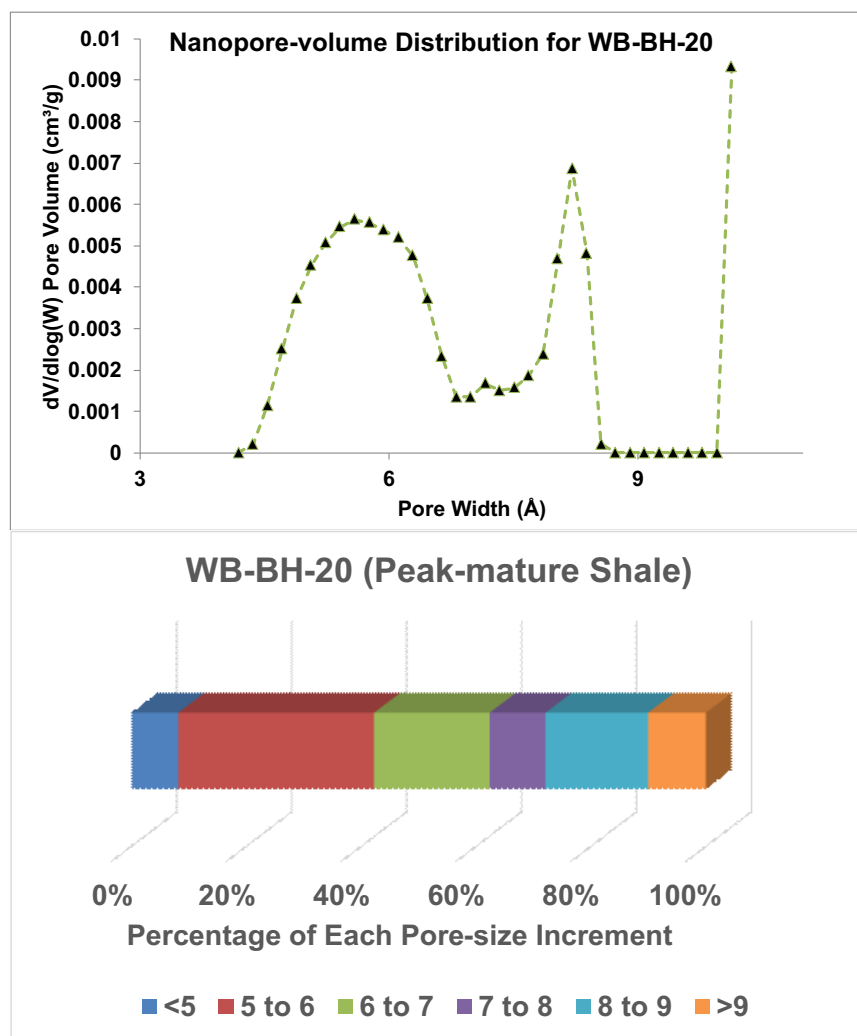 Nanopore-volume Distribution for WB-BH-20
dV/dlog(W) Pore Volume (cm³/g)
0.01
0.009
0.008
0.007
0.006
0.005
0.004
0.003
0.002
0.001
0
3 6 9
Pore Width (Å)
WB-BH-20 (Peak-mature Shale)
0% 20% 40% 60% 80% 100%
Percentage of Each Pore-size Increment
<5 5 to 6 6 to 7 7 to 8 8 to 9 >9